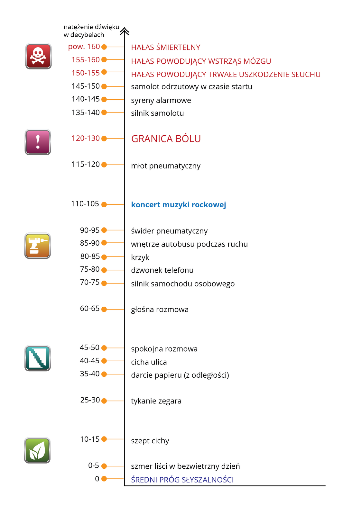 natężenie dźwięku
w decybelach
pow. 160 HAŁAS ŚMIERTELNY
155-160 HAŁAS POWODUJĄCY WSTRZĄS MÓZGU
150-155 HAŁAS POWODUJĄCY TRWAŁE USZKODZENIE SŁUCHU
145-150 samolot odrzutowy w czasie startu
140-145 syreny alarmowe
135-140 silnik samolotu
120-130 GRANICA BÓLU
115-120 młot pneumatyczny
110-105 koncert muzyki rockowej
90-95 świder pneumatyczny
85-90 wnętrze autobusu podczas ruchu
80-85 krzyk
75-80 dzwonek telefonu
70-75 silnik samochodu osobowego
60-65 głośna rozmowa
45-50 spokojna rozmowa
40-45 cicha ulica
35-40 darcie papieru (z odległości)
25-30 tykanie zegara
10-15 szept cichy
0-5 szmer liści w bezwietrzny dzień
0 ŚREDNI PRÓG SŁYSZALNOŚCI